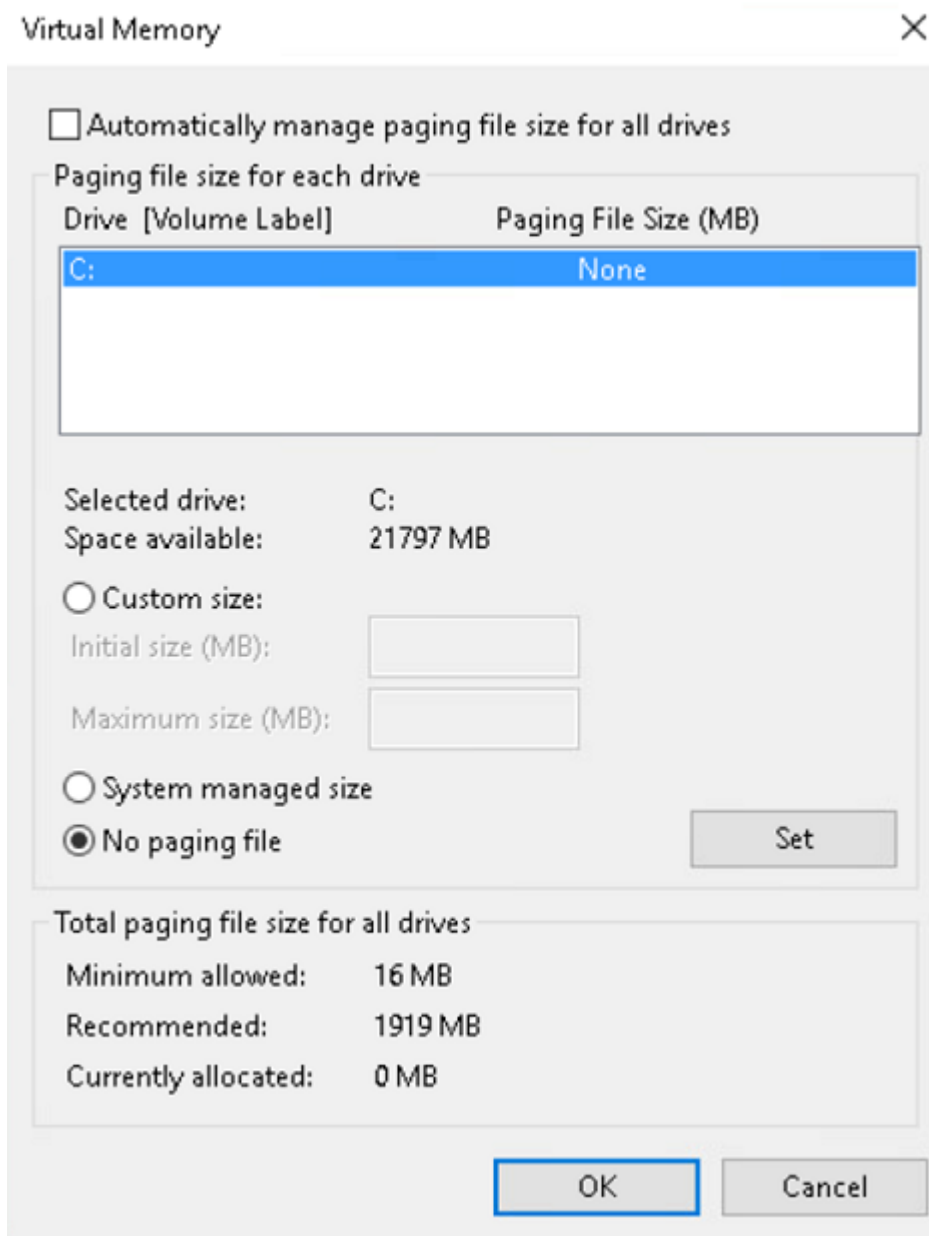 Virtual Memory
Automatically manage paging file size for all drives
Paging file size for each drive
Drive [Volume Label] Paging File Size (MB)
C: None
Selected drive: C:
Space available: 21797 MB
Custom size:
Initial size (MB):
Maximum size (MB):
System managed size
No paging file
Set
Total paging file size for all drives
Minimum allowed: 16 MB
Recommended: 1919 MB
Currently allocated: 0 MB
OK Cancel